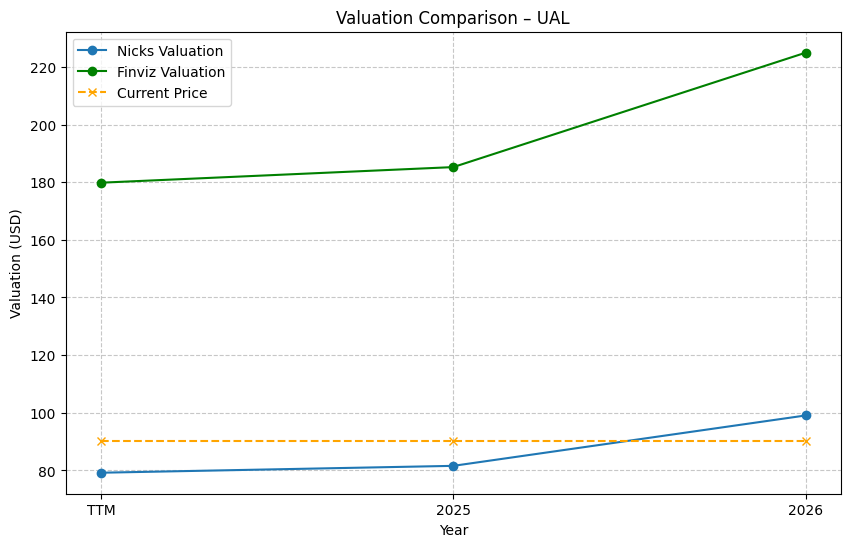 Valuation Comparison – UAL
Nicks Valuation
Finviz Valuation
Current Price
Valuation (USD)
220
200
180
160
140
120
100
80
TTM
2025
2026
Year